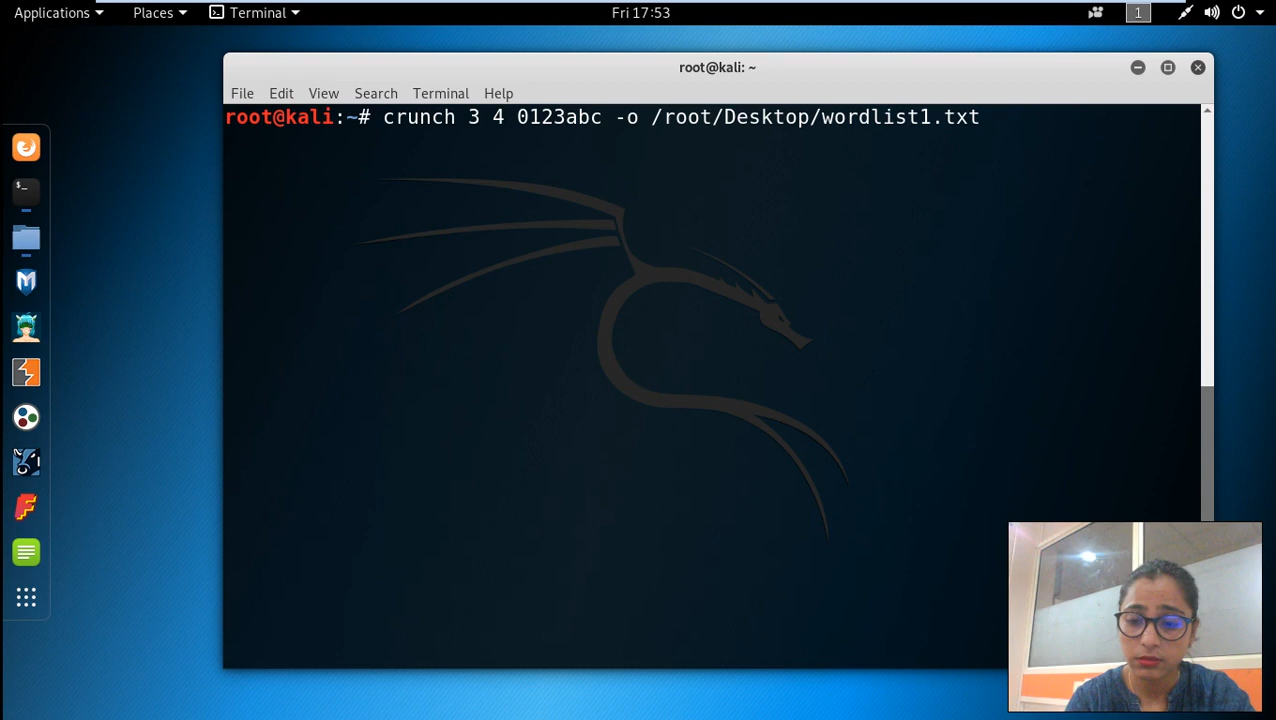 Applications Places Terminal Fri 17:53 1
root@kali: ~
File Edit View Search Terminal Help
root@kali:~# crunch 3 4 0123abc -o /root/Desktop/wordlist1.txt